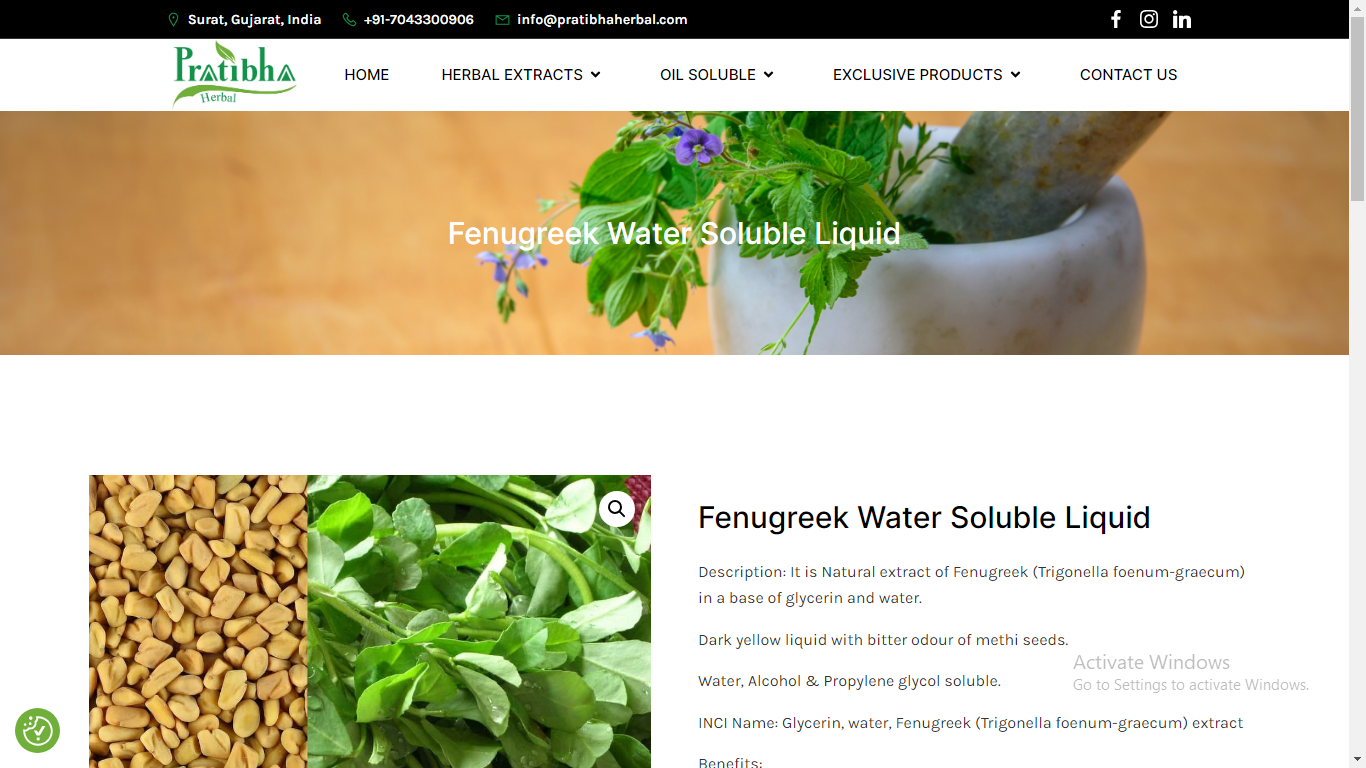 Surat, Gujarat, India +91-7043300906 info@pratibhaherbal.com
Pratibha
Herbal
HOME HERBAL EXTRACTS OIL SOLUBLE EXCLUSIVE PRODUCTS CONTACT US
Fenugreek Water Soluble Liquid
Fenugreek Water Soluble Liquid
Description: It is Natural extract of Fenugreek (Trigonella foenum-graecum)
in a base of glycerin and water.
Dark yellow liquid with bitter odour of methi seeds.
Water, Alcohol & Propylene glycol soluble.
INCI Name: Glycerin, water, Fenugreek (Trigonella foenum-graecum) extract
Benefits:
Activate Windows
Go to Settings to activate Windows.